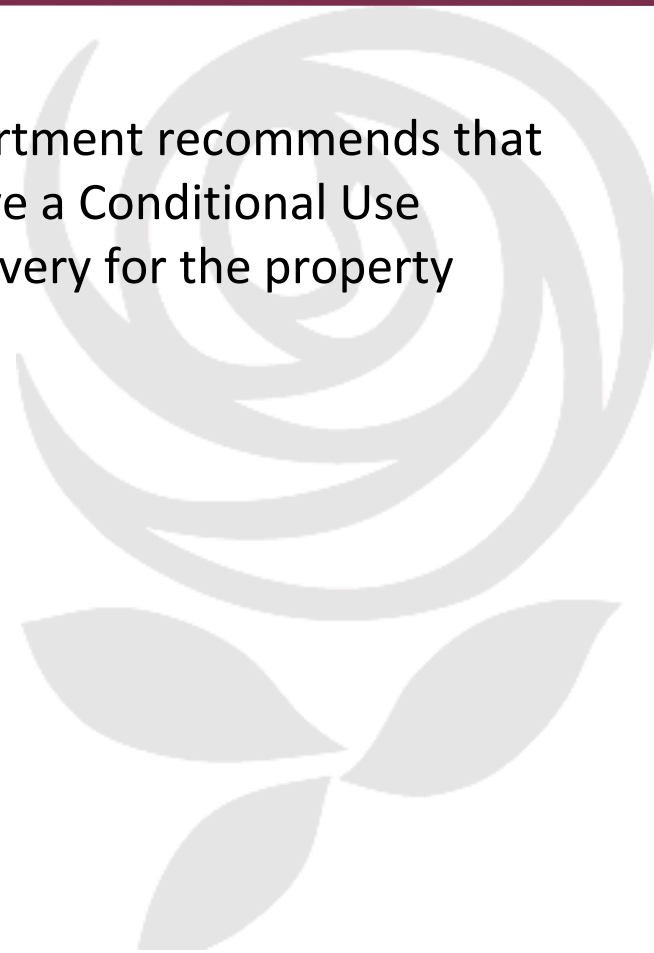 rtment recommends that
e a Conditional Use
very for the property